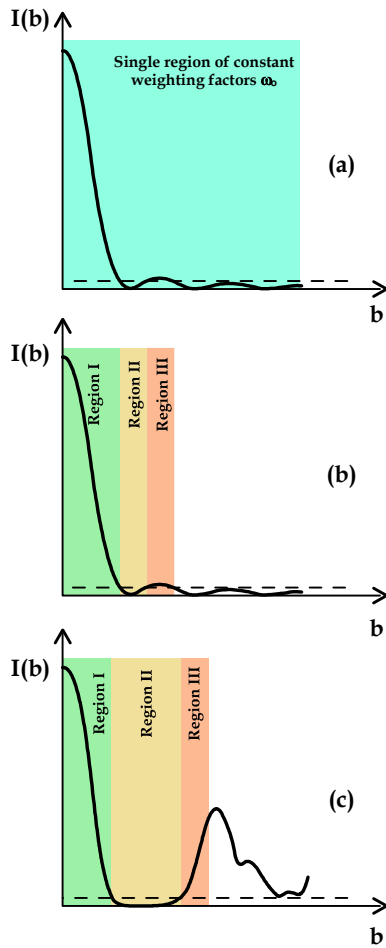 I(b)
Single region of constant
weighting factors ω₀
(a)
b
I(b)
Region I
Region II
Region III
(b)
b
I(b)
Region I
Region II
Region III
(c)
b